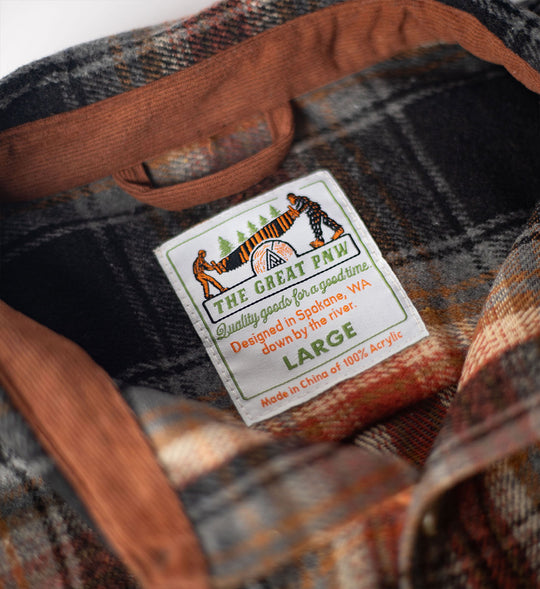 THE GREAT PNW
Quality goods for a good time.
Designed in Spokane, WA
down by the river.
LARGE
Made in China of 100% Acrylic